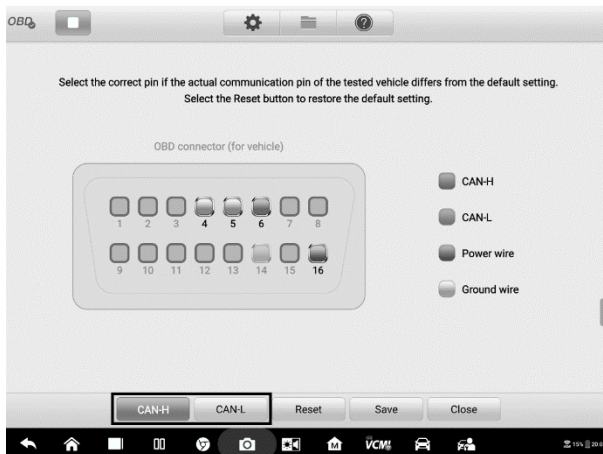 OBD
Select the correct pin if the actual communication pin of the tested vehicle differs from the default setting.
Select the Reset button to restore the default setting.
OBD connector (for vehicle)
1 2 3 4 5 6 7 8
9 10 11 12 13 14 15 16
CAN-H
CAN-L
Power wire
Ground wire
CAN-H CAN-L Reset Save Close
M VCMI 15%